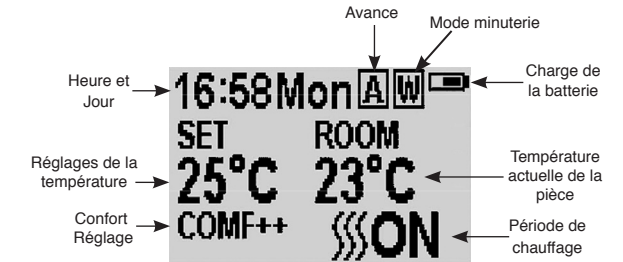 Avance
Mode minuterie
Heure et
Jour
16:58Mon A W
Charge de
la batterie
SET ROOM
Réglages de la
température
25°C 23°C
Température
actuelle de la
pièce
Confort
Réglage
COMF++
ON
Période de
chauffage